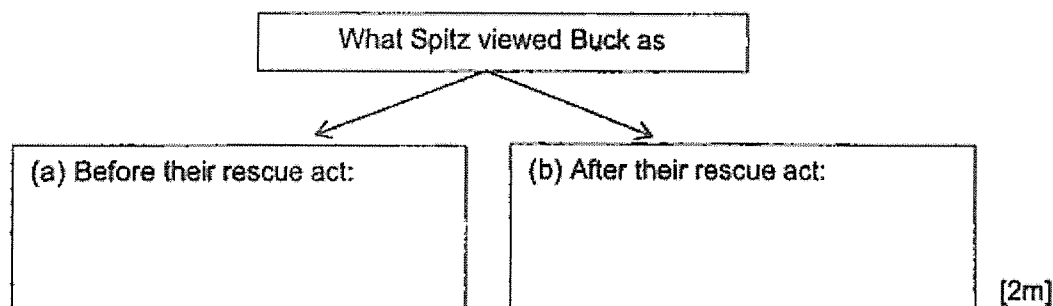 What Spitz viewed Buck as
(a) Before their rescue act:
(b) After their rescue act:
[2m]